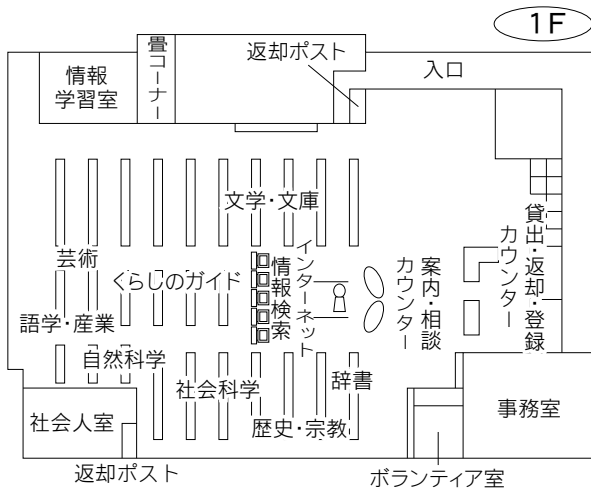 1F
返却ポスト
入口
畳コーナー
情報
学習室
文学・文庫
貸出・返却・登録
カウンター
案内・相談
カウンター
インターネット
情報検索
芸術
くらしのガイド
語学・産業
自然科学
社会科学
辞書
歴史・宗教
社会人室
事務室
返却ポスト
ボランティア室